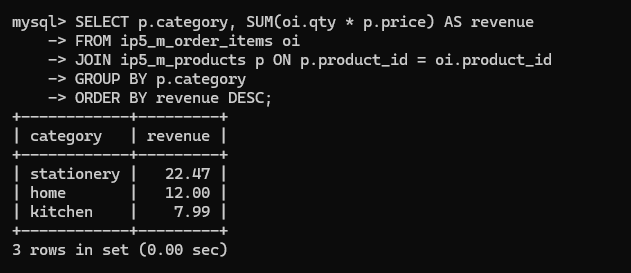 mysql> SELECT p.category, SUM(oi.qty * p.price) AS revenue
    -> FROM ip5_m_order_items oi
    -> JOIN ip5_m_products p ON p.product_id = oi.product_id
    -> GROUP BY p.category
    -> ORDER BY revenue DESC;
+------------+---------+
| category   | revenue |
+------------+---------+
| stationery |   22.47 |
| home       |   12.00 |
| kitchen    |    7.99 |
+------------+---------+
3 rows in set (0.00 sec)